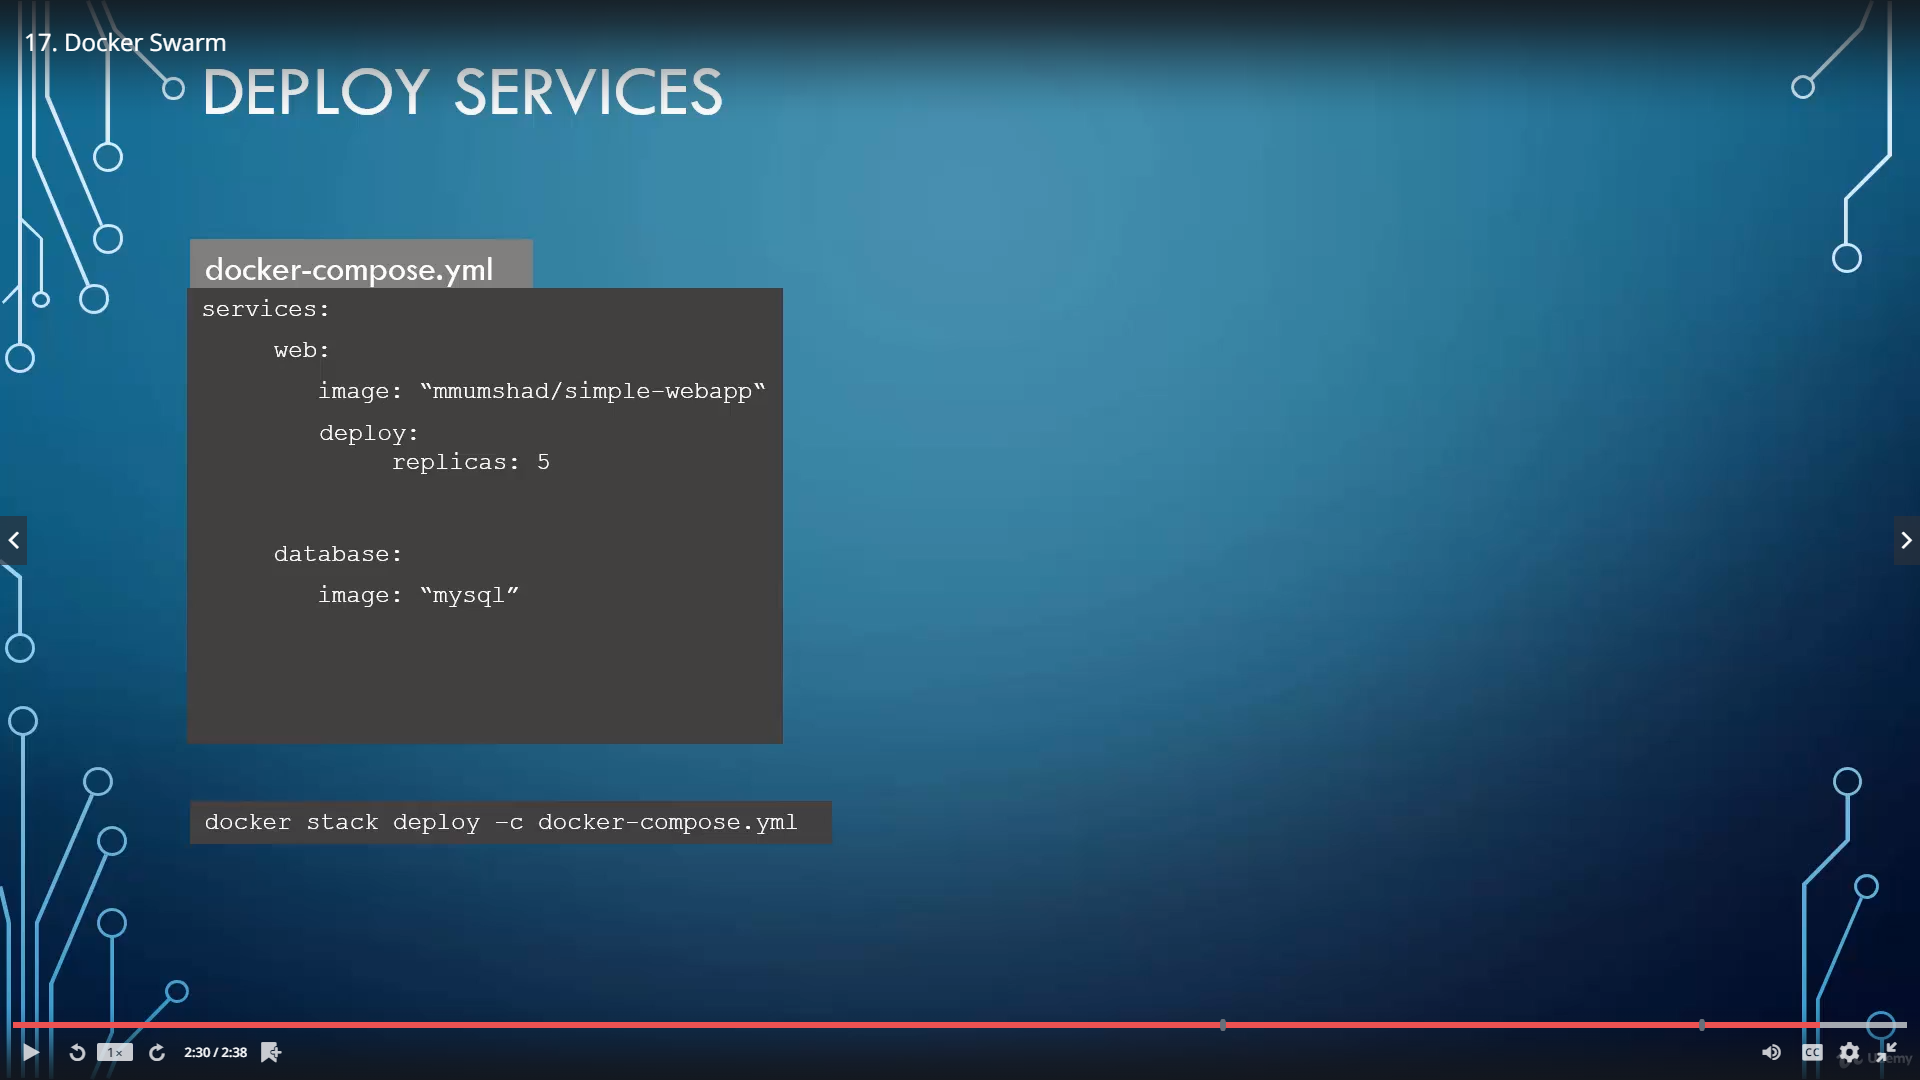 17. Docker Swarm
DEPLOY SERVICES
docker-compose.yml
services:
web:
image: “mmumshad/simple-webapp“
deploy:
replicas: 5
database:
image: “mysql”
docker stack deploy -c docker-compose.yml
1×
2:30 / 2:38
CC
Udemy